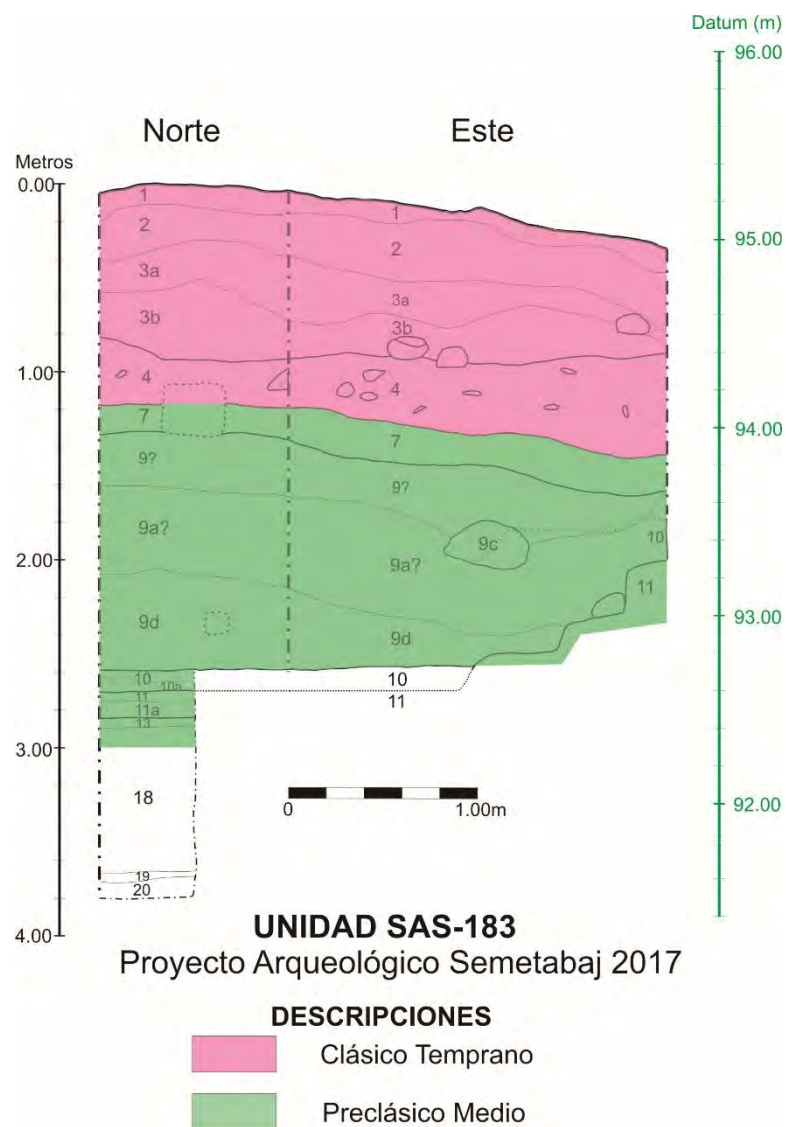 Datum (m)
96.00
Norte Este
Metros
0.00
1
1
2
2
95.00
3a
3a
3b
3b
1.00
4
4
7
94.00
7
9?
9?
9c
10
9a?
9a?
2.00
11
93.00
9d
9d
10
10
10a
11
11
11a
13
3.00
18
92.00
0 1.00m
19
20
4.00
UNIDAD SAS-183
Proyecto Arqueológico Semetabaj 2017
DESCRIPCIONES
Clásico Temprano
Preclásico Medio